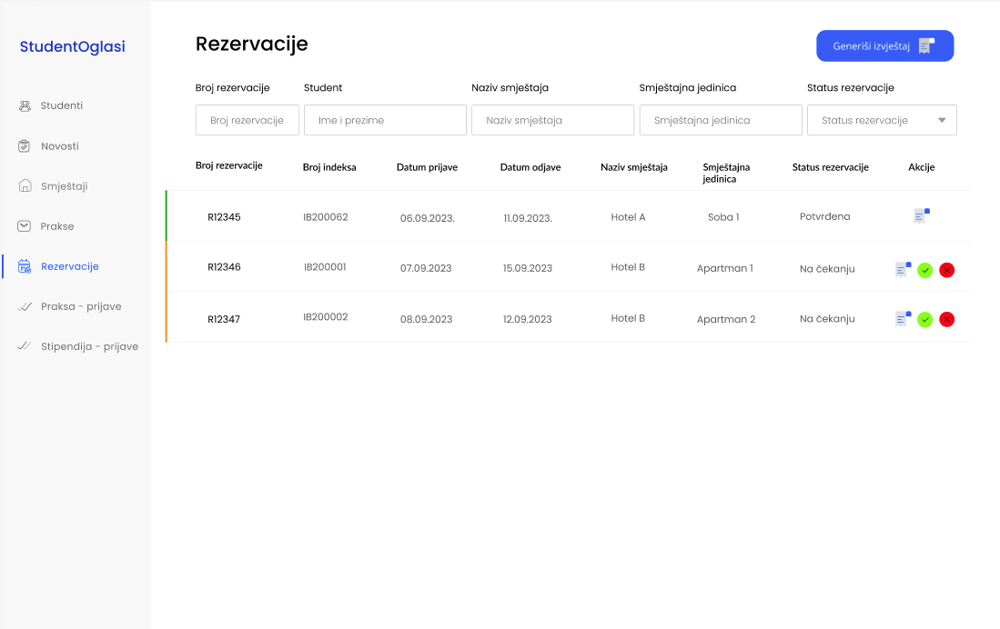 StudentOglasi
Studenti
Novosti
Smještaji
Prakse
Rezervacije
Praksa - prijave
Stipendija - prijave
Rezervacije
Generiši izvještaj
Broj rezervacije Student Naziv smještaja Smještajna jedinica Status rezervacije
Broj rezervacije Ime i prezime Naziv smještaja Smještajna jedinica Status rezervacije
Broj rezervacije Broj indeksa Datum prijave Datum odjave Naziv smještaja Smještajna jedinica Status rezervacije Akcije
R12345 IB200062 06.09.2023. 11.09.2023. Hotel A Soba 1 Potvrđena
R12346 IB200001 07.09.2023 15.09.2023 Hotel B Apartman 1 Na čekanju
R12347 IB200002 08.09.2023 12.09.2023 Hotel B Apartman 2 Na čekanju